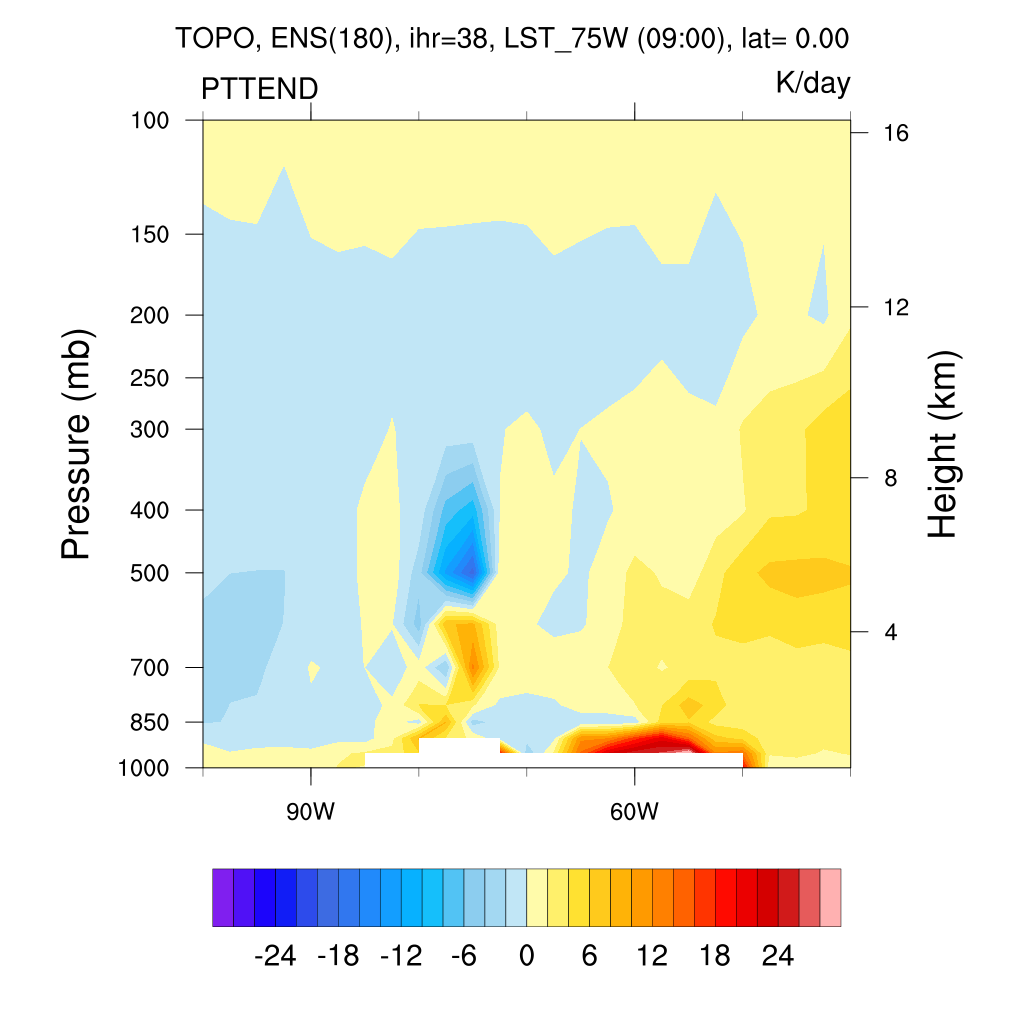 TOPO, ENS(180), ihr=38, LST_75W (09:00), lat= 0.00
PTTEND K/day
100
150
200
250
300
400
500
700
850
1000
Pressure (mb)
16
12
8
4
Height (km)
90W 60W
-24 -18 -12 -6 0 6 12 18 24